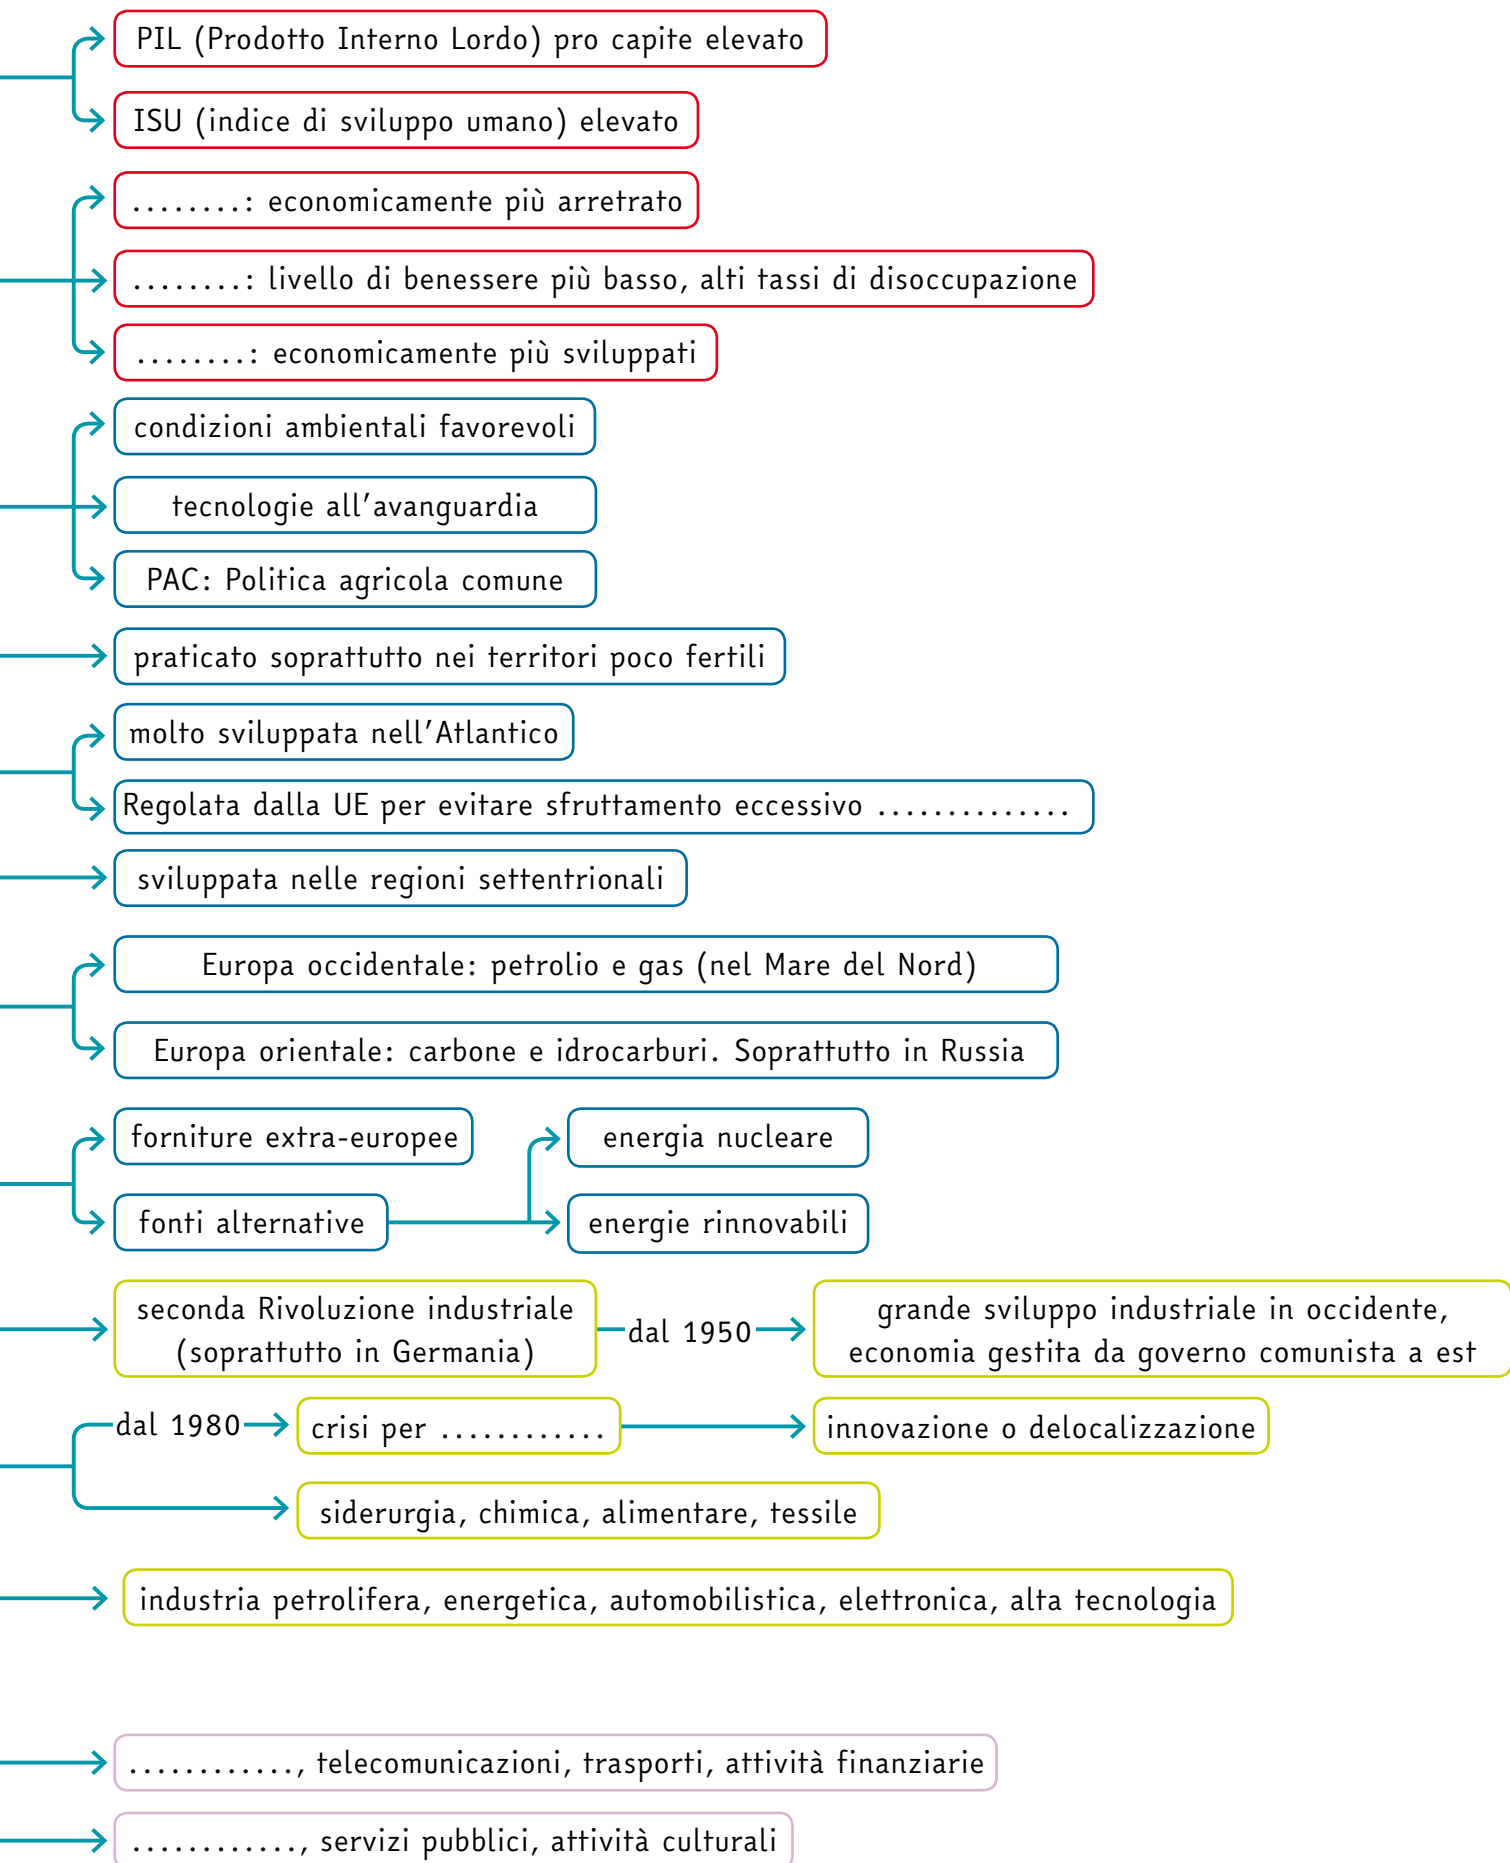 PIL (Prodotto Interno Lordo) pro capite elevato
ISU (indice di sviluppo umano) elevato
........: economicamente più arretrato
........: livello di benessere più basso, alti tassi di disoccupazione
........: economicamente più sviluppati
condizioni ambientali favorevoli
tecnologie all'avanguardia
PAC: Politica agricola comune
praticato soprattutto nei territori poco fertili
molto sviluppata nell'Atlantico
Regolata dalla UE per evitare sfruttamento eccessivo ..............
sviluppata nelle regioni settentrionali
Europa occidentale: petrolio e gas (nel Mare del Nord)
Europa orientale: carbone e idrocarburi. Soprattutto in Russia
forniture extra-europee
energia nucleare
fonti alternative
energie rinnovabili
seconda Rivoluzione industriale
(soprattutto in Germania)
dal 1950
grande sviluppo industriale in occidente,
economia gestita da governo comunista a est
dal 1980
crisi per ............
innovazione o delocalizzazione
siderurgia, chimica, alimentare, tessile
industria petrolifera, energetica, automobilistica, elettronica, alta tecnologia
............, telecomunicazioni, trasporti, attività finanziarie
............, servizi pubblici, attività culturali